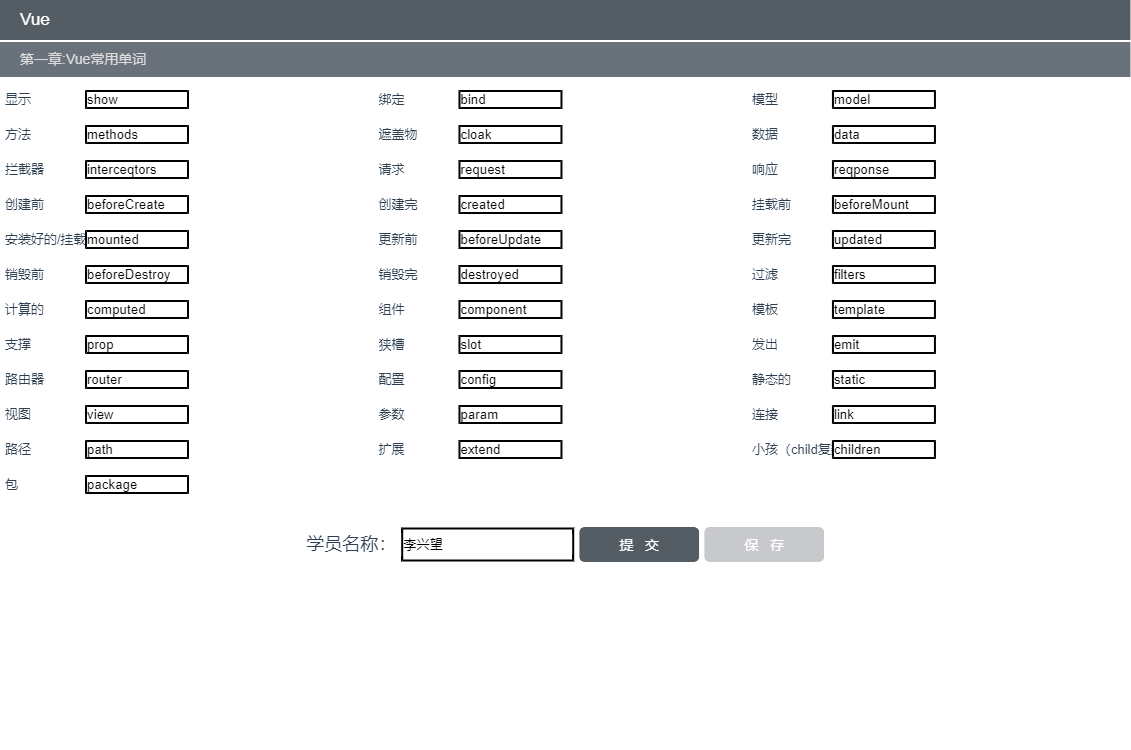 Vue
第一章:Vue常用单词
显示 show 绑定 bind 模型 model
方法 methods 遮盖物 cloak 数据 data
拦截器 interceqtors 请求 request 响应 reqponse
创建前 beforeCreate 创建完 created 挂载前 beforeMount
安装好的/挂载 mounted 更新前 beforeUpdate 更新完 updated
销毁前 beforeDestroy 销毁完 destroyed 过滤 filters
计算的 computed 组件 component 模板 template
支撑 prop 狭槽 slot 发出 emit
路由器 router 配置 config 静态的 static
视图 view 参数 param 连接 link
路径 path 扩展 extend 小孩（child复 children
包 package
学员名称： 李兴望 提 交 保 存